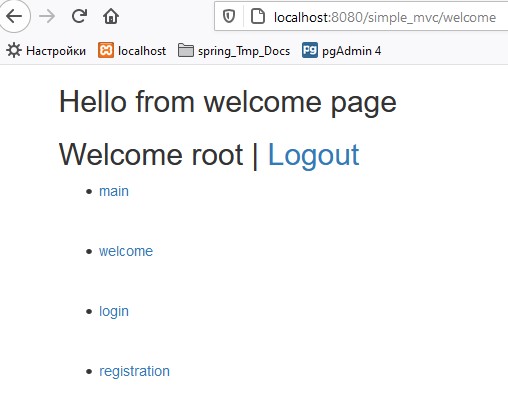 localhost:8080/simple_mvc/welcome
Настройки localhost spring_Tmp_Docs pgAdmin 4
Hello from welcome page
Welcome root | Logout
main
welcome
login
registration